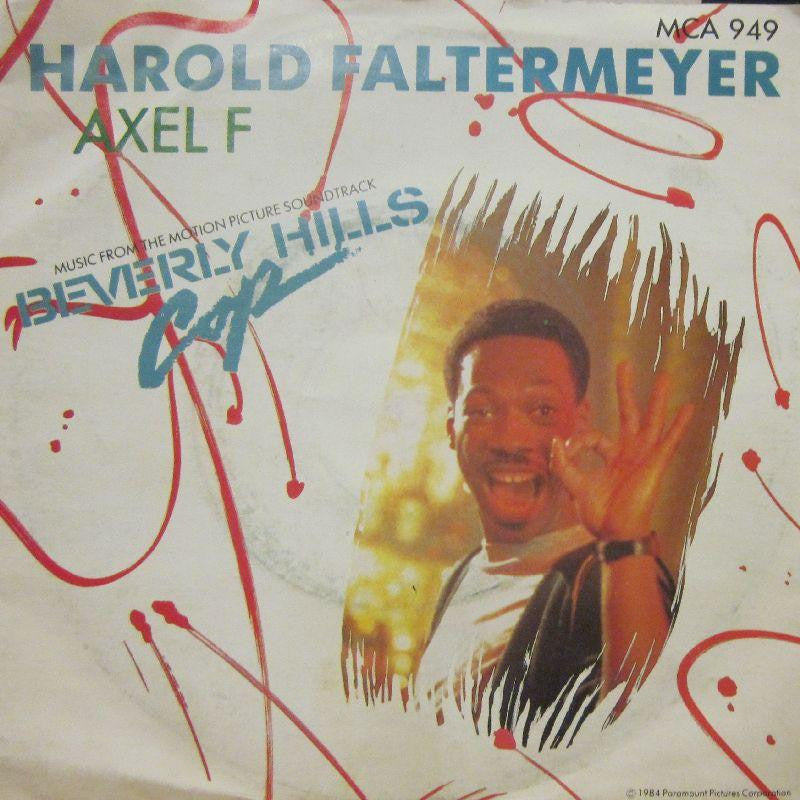 MCA 949
HAROLD FALTERMEYER
AXEL F
MUSIC FROM THE MOTION PICTURE SOUNDTRACK
BEVERLY HILLS
Cop
© 1984 Paramount Pictures Corporation